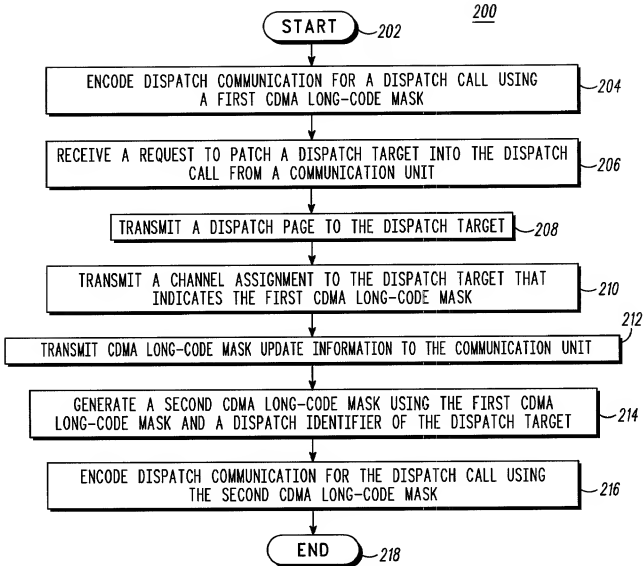 200
START
202
ENCODE DISPATCH COMMUNICATION FOR A DISPATCH CALL USING
A FIRST CDMA LONG-CODE MASK
204
RECEIVE A REQUEST TO PATCH A DISPATCH TARGET INTO THE DISPATCH
CALL FROM A COMMUNICATION UNIT
206
TRANSMIT A DISPATCH PAGE TO THE DISPATCH TARGET
208
TRANSMIT A CHANNEL ASSIGNMENT TO THE DISPATCH TARGET THAT
INDICATES THE FIRST CDMA LONG-CODE MASK
210
212
TRANSMIT CDMA LONG-CODE MASK UPDATE INFORMATION TO THE COMMUNICATION UNIT
GENERATE A SECOND CDMA LONG-CODE MASK USING THE FIRST CDMA
LONG-CODE MASK AND A DISPATCH IDENTIFIER OF THE DISPATCH TARGET
214
ENCODE DISPATCH COMMUNICATION FOR THE DISPATCH CALL USING
THE SECOND CDMA LONG-CODE MASK
216
END
218